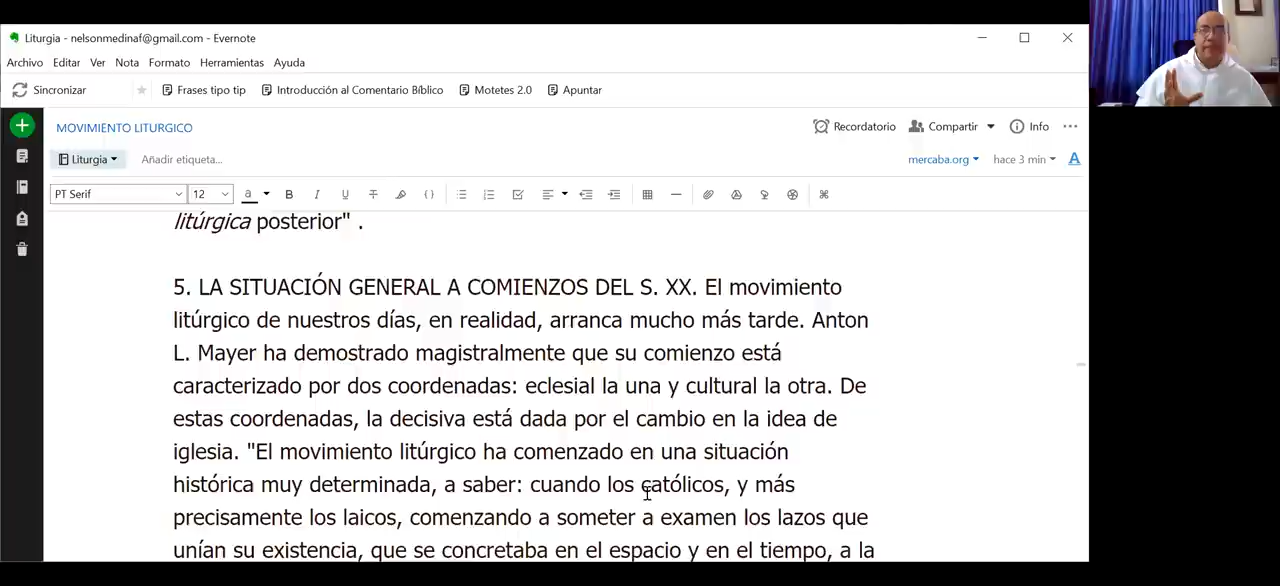 Liturgia - nelsonmedinaf@gmail.com - Evernote
Archivo Editar Ver Nota Formato Herramientas Ayuda
Sincronizar Frases tipo tip Introducción al Comentario Bíblico Motetes 2.0 Apuntar
MOVIMIENTO LITURGICO Recordatorio Compartir Info
Liturgia Añadir etiqueta... mercaba.org hace 3 min A
PT Serif 12 a B I U T
litúrgica posterior" .
5. LA SITUACIÓN GENERAL A COMIENZOS DEL S. XX. El movimiento
litúrgico de nuestros días, en realidad, arranca mucho más tarde. Anton
L. Mayer ha demostrado magistralmente que su comienzo está
caracterizado por dos coordenadas: eclesial la una y cultural la otra. De
estas coordenadas, la decisiva está dada por el cambio en la idea de
iglesia. "El movimiento litúrgico ha comenzado en una situación
histórica muy determinada, a saber: cuando los católicos, y más
precisamente los laicos, comenzando a someter a examen los lazos que
unían su existencia, que se concretaba en el espacio y en el tiempo, a la